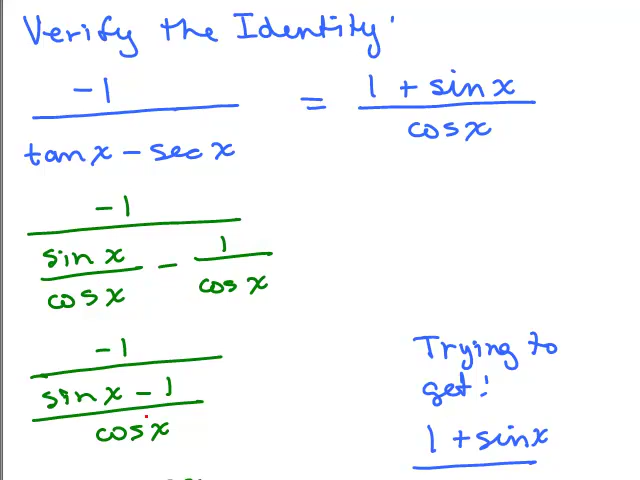 Verify the Identity
-1 / (tan x - sec x) = (1 + sin x) / cos x
-1 / (sin x / cos x - 1 / cos x)
-1 / ((sin x - 1) / cos x)
Trying to
get:
1 + sin x